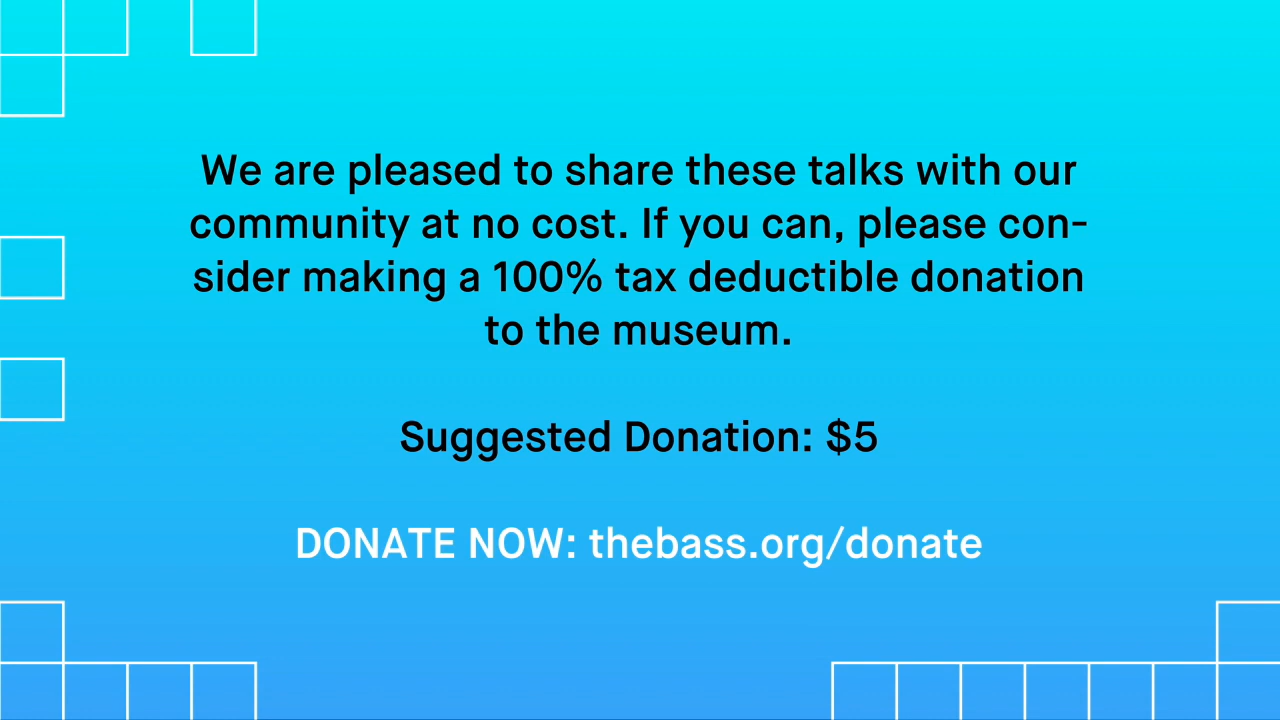 We are pleased to share these talks with our
community at no cost. If you can, please con-
sider making a 100% tax deductible donation
to the museum.
Suggested Donation: $5
DONATE NOW: thebass.org/donate